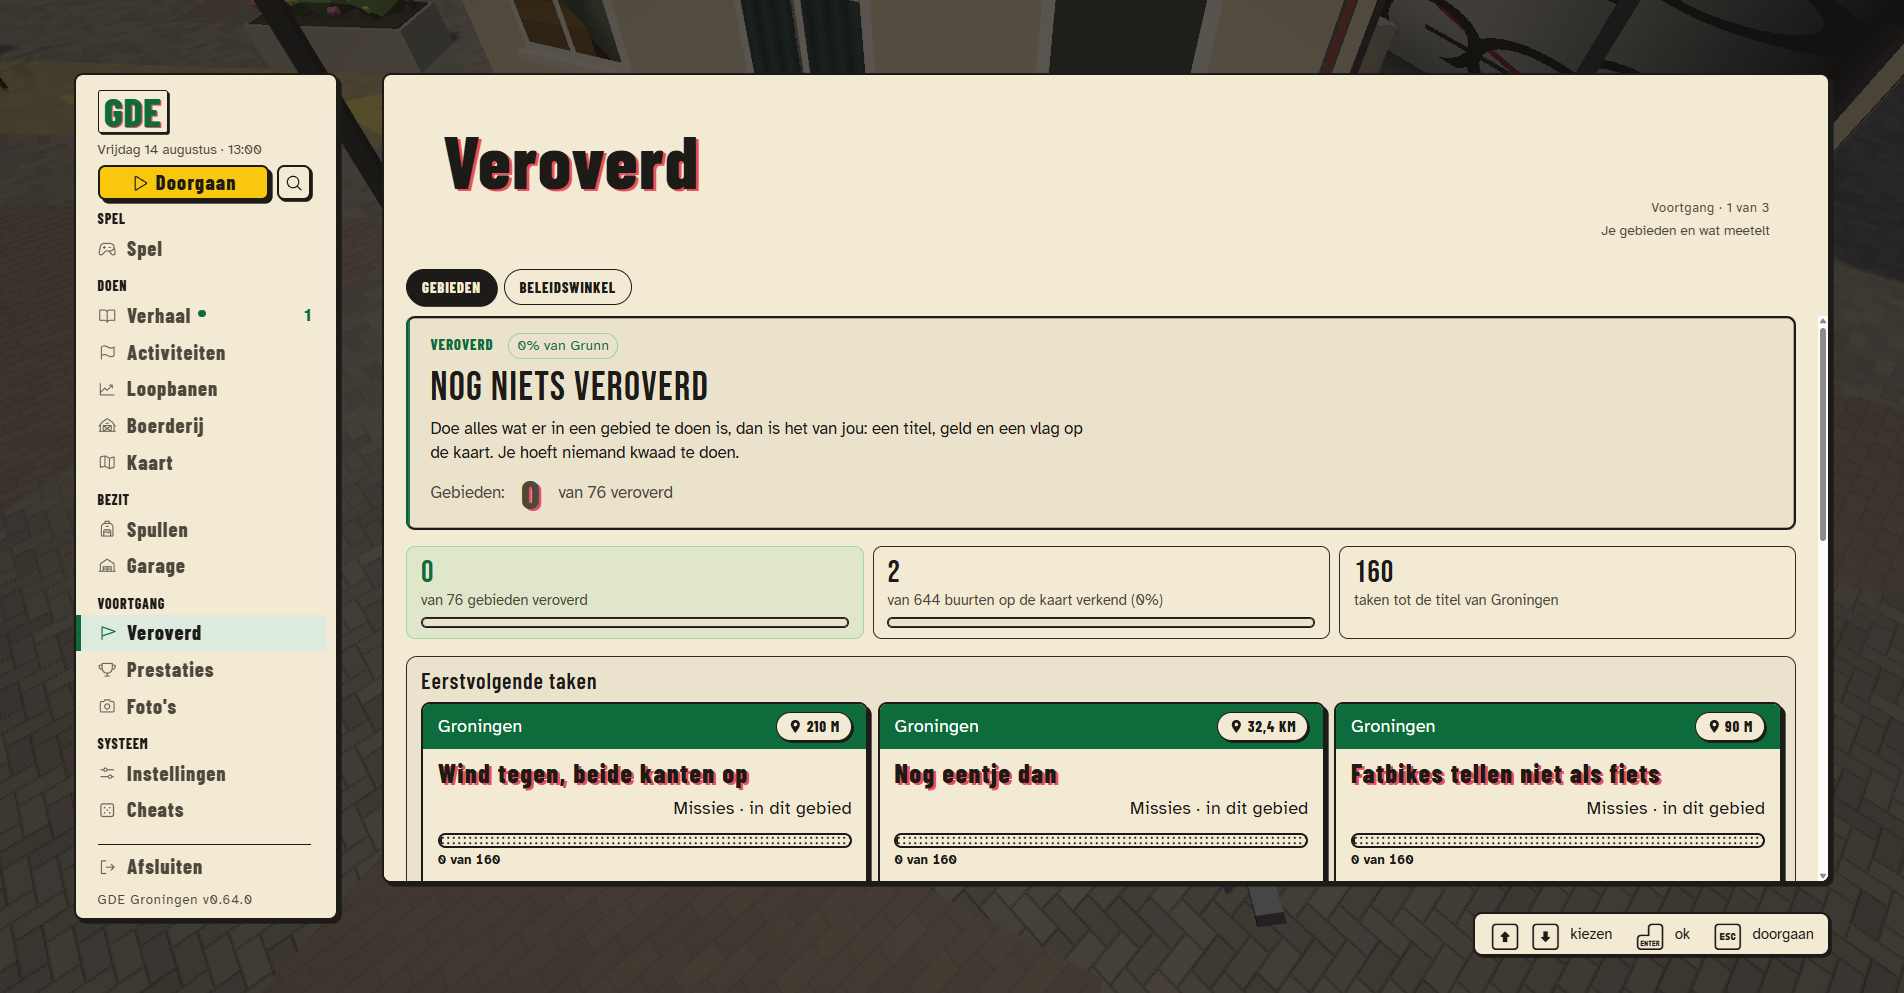 GDE
Vrijdag 14 augustus · 13:00
Doorgaan
SPEL
Spel
DOEN
Verhaal 1
Activiteiten
Loopbanen
Boerderij
Kaart
BEZIT
Spullen
Garage
VOORTGANG
Veroverd
Prestaties
Foto's
SYSTEEM
Instellingen
Cheats
Afsluiten
GDE Groningen v0.64.0
Veroverd
Voortgang · 1 van 3
Je gebieden en wat meetelt
GEBIEDEN BELEIDSWINKEL
VEROVERD 0% van Grunn
NOG NIETS VEROVERD
Doe alles wat er in een gebied te doen is, dan is het van jou: een titel, geld en een vlag op
de kaart. Je hoeft niemand kwaad te doen.
Gebieden: 0 van 76 veroverd
0
van 76 gebieden veroverd
2
van 644 buurten op de kaart verkend (0%)
160
taken tot de titel van Groningen
Eerstvolgende taken
Groningen 210 M
Wind tegen, beide kanten op
Missies · in dit gebied
0 van 160
Groningen 32,4 KM
Nog eentje dan
Missies · in dit gebied
0 van 160
Groningen 90 M
Fatbikes tellen niet als fiets
Missies · in dit gebied
0 van 160
kiezen ENTER ok ESC doorgaan